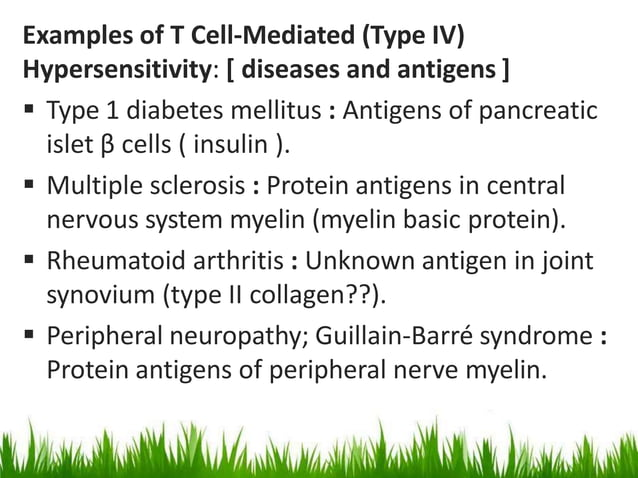 Examples of T Cell-Mediated (Type IV)
Hypersensitivity: [ diseases and antigens ]
▪ Type 1 diabetes mellitus : Antigens of pancreatic
islet β cells ( insulin ).
▪ Multiple sclerosis : Protein antigens in central
nervous system myelin (myelin basic protein).
▪ Rheumatoid arthritis : Unknown antigen in joint
synovium (type II collagen??).
▪ Peripheral neuropathy; Guillain-Barré syndrome :
Protein antigens of peripheral nerve myelin.